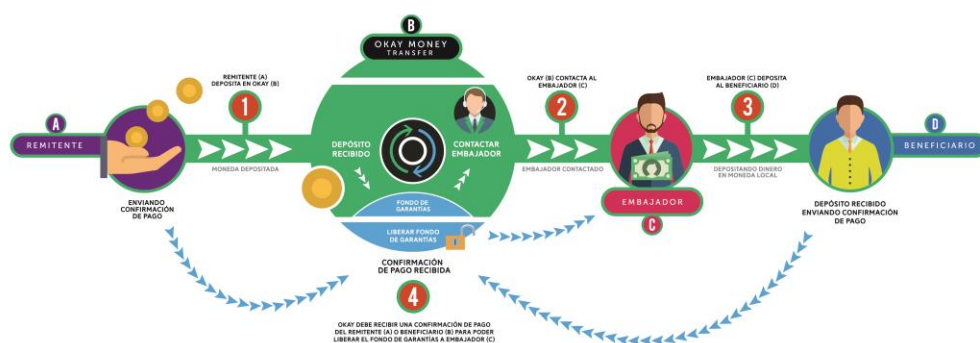 B
OKAY MONEY
TRANSFER
REMITENTE (A)
DEPOSITA EN OKAY (B)
1
OKAY (B) CONTACTA AL
EMBAJADOR (C)
2
EMBAJADOR (C) DEPOSITA
AL BENEFICIARIO (D)
3
A
REMITENTE
DEPÓSITO
RECIBIDO
CONTACTAR
EMBAJADOR
D
BENEFICIARIO
MONEDA DEPOSITADA
EMBAJADOR CONTACTADO
DEPOSITANDO DINERO
EN MONEDA LOCAL
ENVIANDO
CONFIRMACIÓN
DE PAGO
FONDO DE
GARANTÍAS
EMBAJADOR
C
DEPÓSITO RECIBIDO
ENVIANDO CONFIRMACIÓN
DE PAGO
LIBERAR FONDO
DE GARANTÍAS
CONFIRMACIÓN
DE PAGO RECIBIDA
4
OKAY DEBE RECIBIR UNA CONFIRMACIÓN DE PAGO
DEL REMITENTE (A) O BENEFICIARIO (B) PARA PODER
LIBERAR EL FONDO DE GARANTÍAS A EMBAJADOR (C)